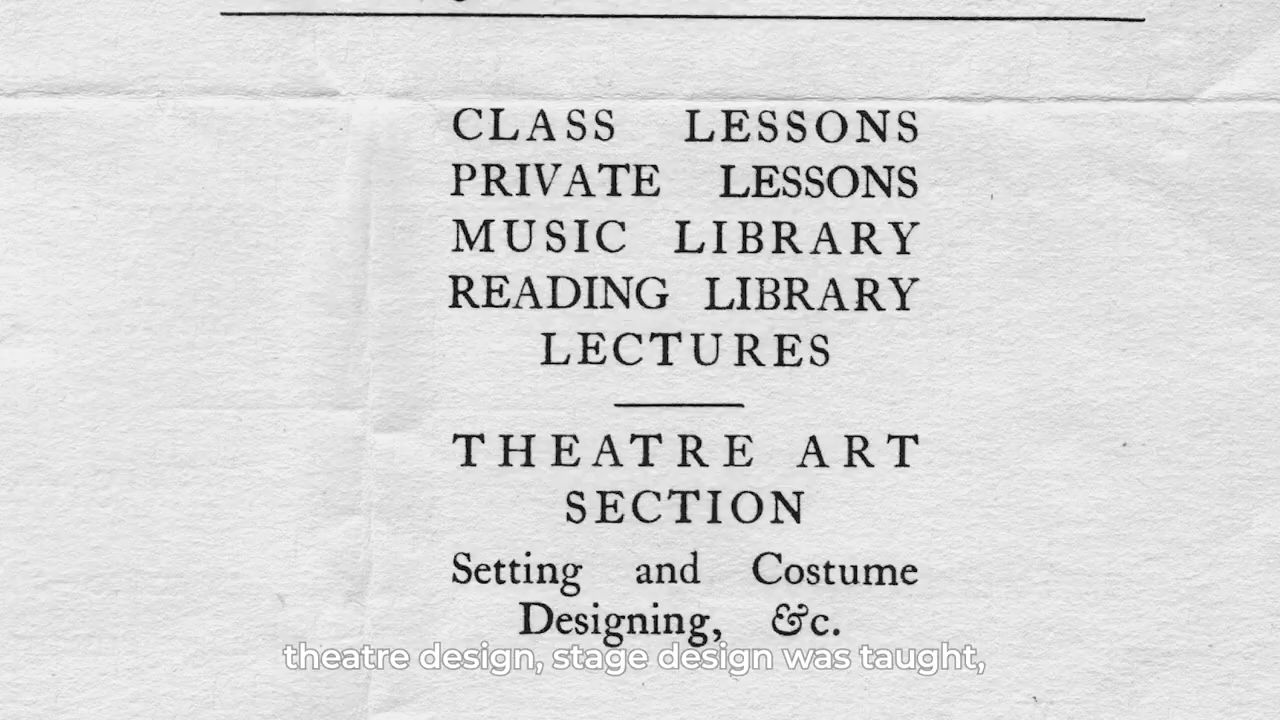 CLASS LESSONS
PRIVATE LESSONS
MUSIC LIBRARY
READING LIBRARY
LECTURES
THEATRE ART
SECTION
Setting and Costume
Designing, &c.
theatre design, stage design was taught,